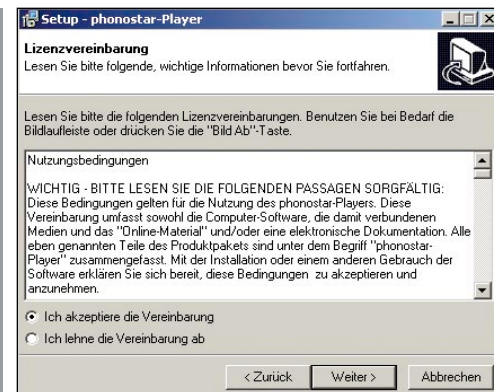 Setup - phonostar-Player
Lizenzvereinbarung
Lesen Sie bitte folgende, wichtige Informationen bevor Sie fortfahren.
Lesen Sie bitte die folgenden Lizenzvereinbarungen. Benutzen Sie bei Bedarf die
Bildlaufleiste oder drücken Sie die "Bild Ab"-Taste.
Nutzungsbedingungen
WICHTIG - BITTE LESEN SIE DIE FOLGENDEN PASSAGEN SORGFÄLTIG:
Diese Bedingungen gelten für die Nutzung des phonostar-Players. Diese
Vereinbarung umfasst sowohl die Computer-Software, die damit verbundenen
Medien und das "Online-Material" und/oder eine elektronische Dokumentation. Alle
eben genannten Teile des Produktpakets sind unter dem Begriff "phonostar-
Player" zusammengefasst. Mit der Installation oder einem anderen Gebrauch der
Software erklären Sie sich bereit, diese Bedingungen zu akzeptieren und
anzunehmen.
Ich akzeptiere die Vereinbarung
Ich lehne die Vereinbarung ab
< Zurück Weiter > Abbrechen